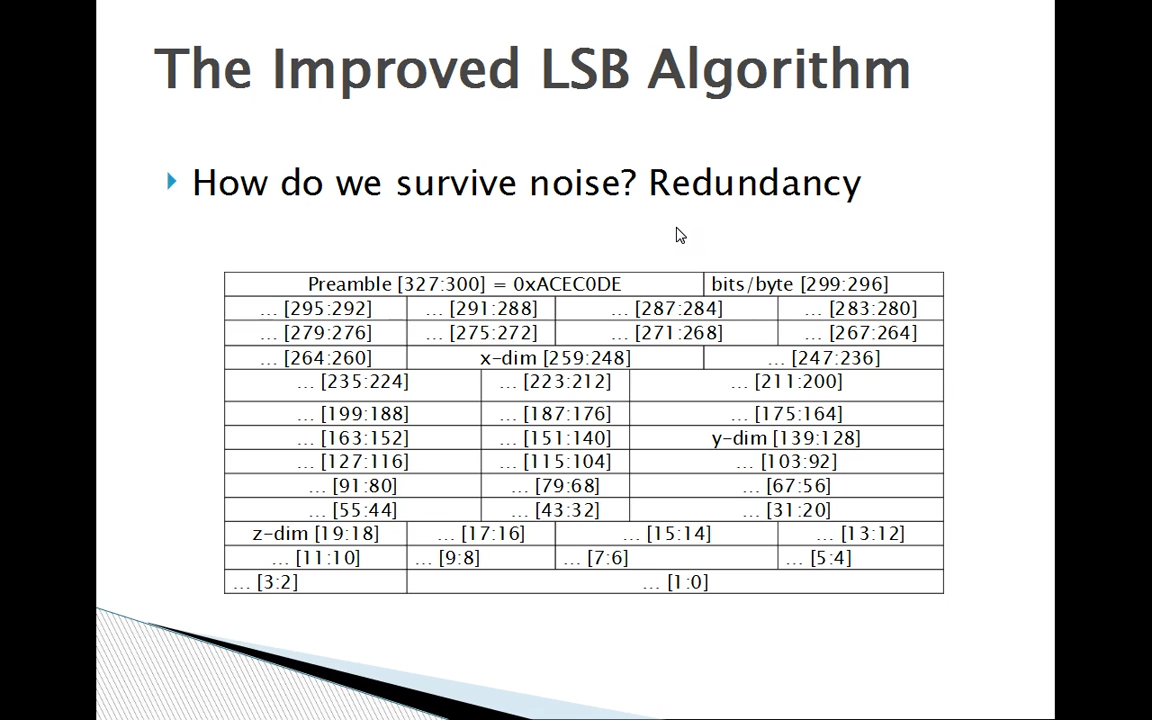 The Improved LSB Algorithm
How do we survive noise? Redundancy
Preamble [327:300] = 0xACEC0DE bits/byte [299:296]
... [295:292] ... [291:288] ... [287:284] ... [283:280]
... [279:276] ... [275:272] ... [271:268] ... [267:264]
... [264:260] x-dim [259:248] ... [247:236]
... [235:224] ... [223:212] ... [211:200]
... [199:188] ... [187:176] ... [175:164]
... [163:152] ... [151:140] y-dim [139:128]
... [127:116] ... [115:104] ... [103:92]
... [91:80] ... [79:68] ... [67:56]
... [55:44] ... [43:32] ... [31:20]
z-dim [19:18] ... [17:16] ... [15:14] ... [13:12]
... [11:10] ... [9:8] ... [7:6] ... [5:4]
... [3:2] ... [1:0]